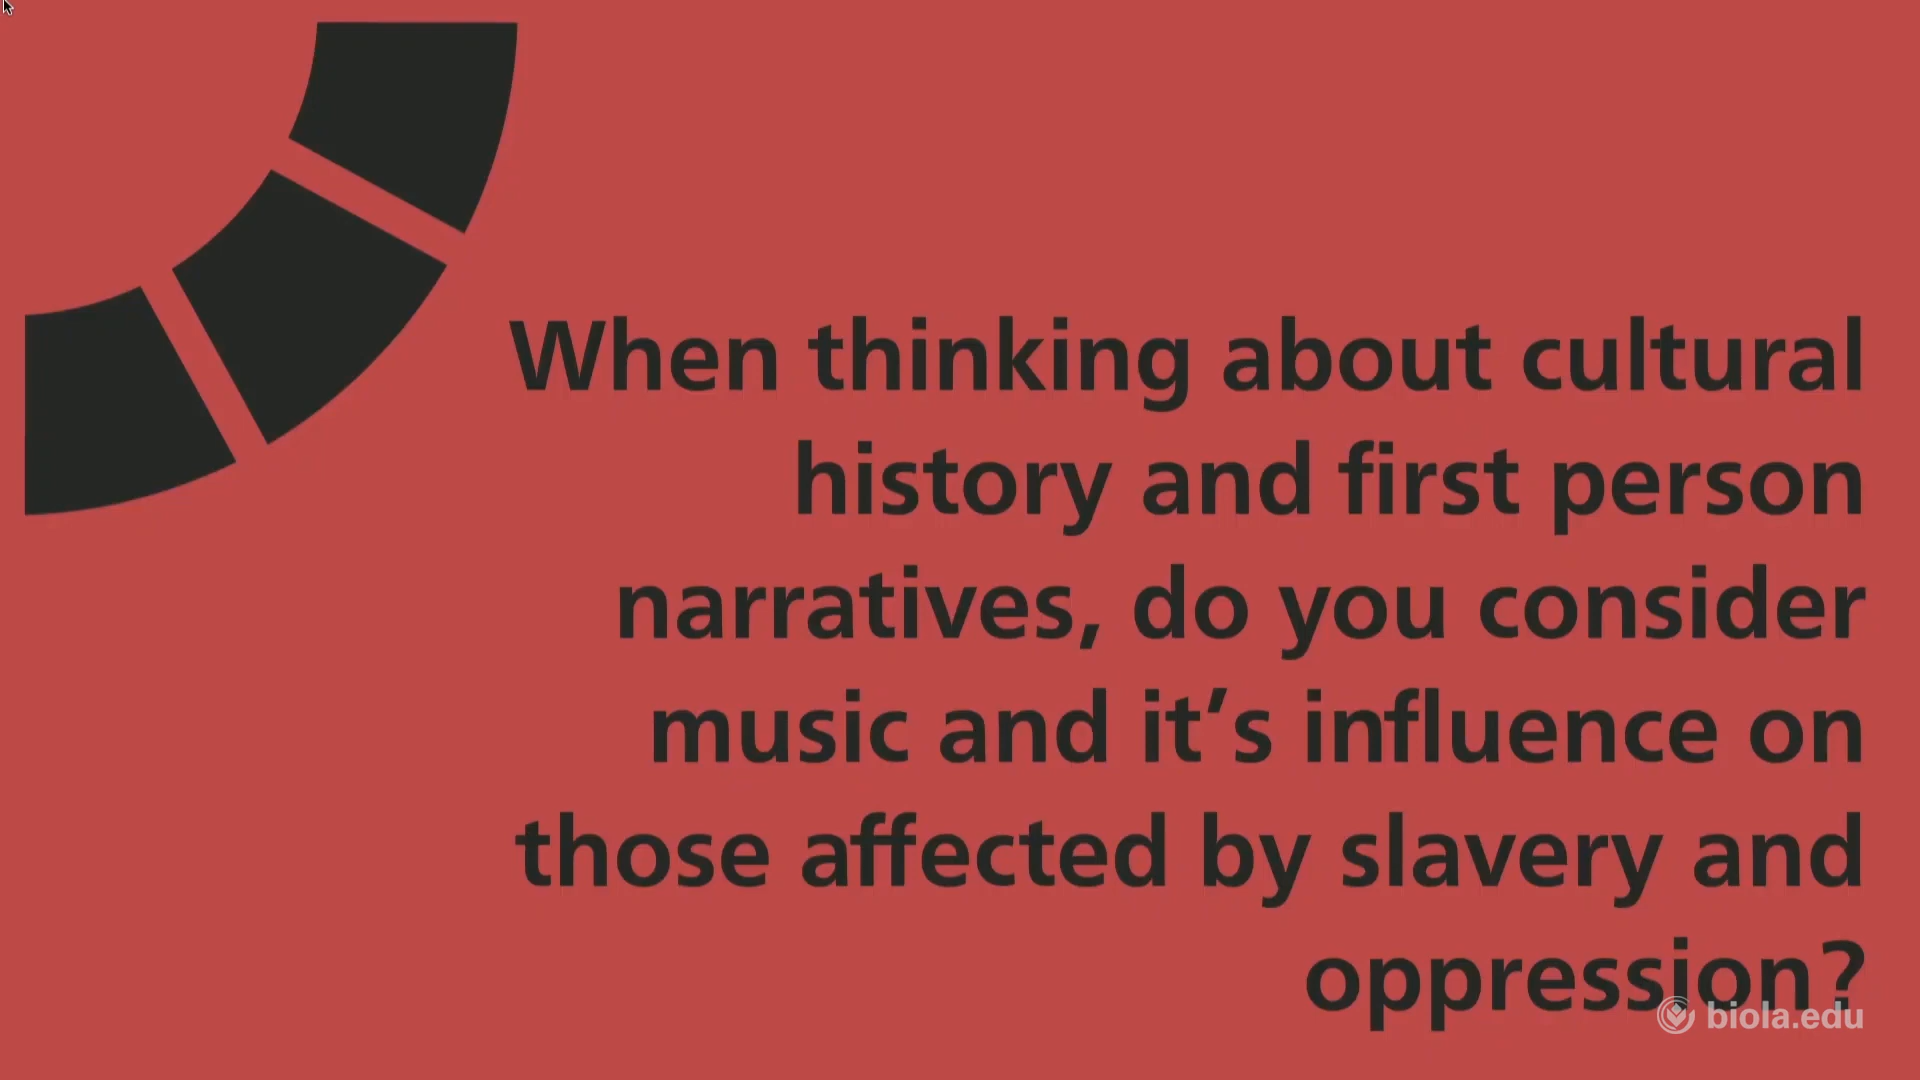 When thinking about cultural
history and first person
narratives, do you consider
music and it’s influence on
those affected by slavery and
oppression?
biola.edu